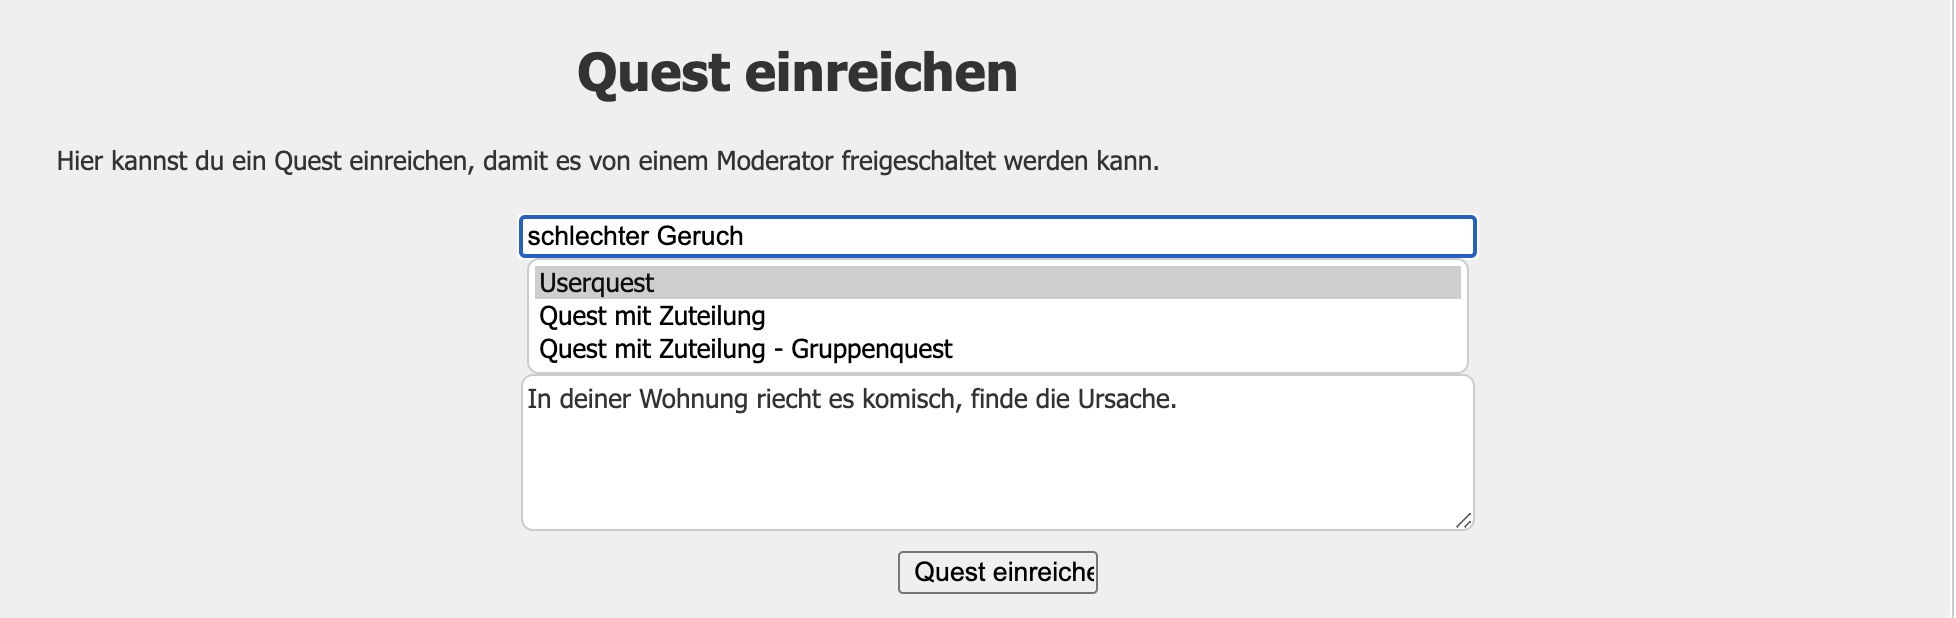 Quest einreichen
Hier kannst du ein Quest einreichen, damit es von einem Moderator freigeschaltet werden kann.
schlechter Geruch
Userquest
Quest mit Zuteilung
Quest mit Zuteilung - Gruppenquest
In deiner Wohnung riecht es komisch, finde die Ursache.
Quest einreiche